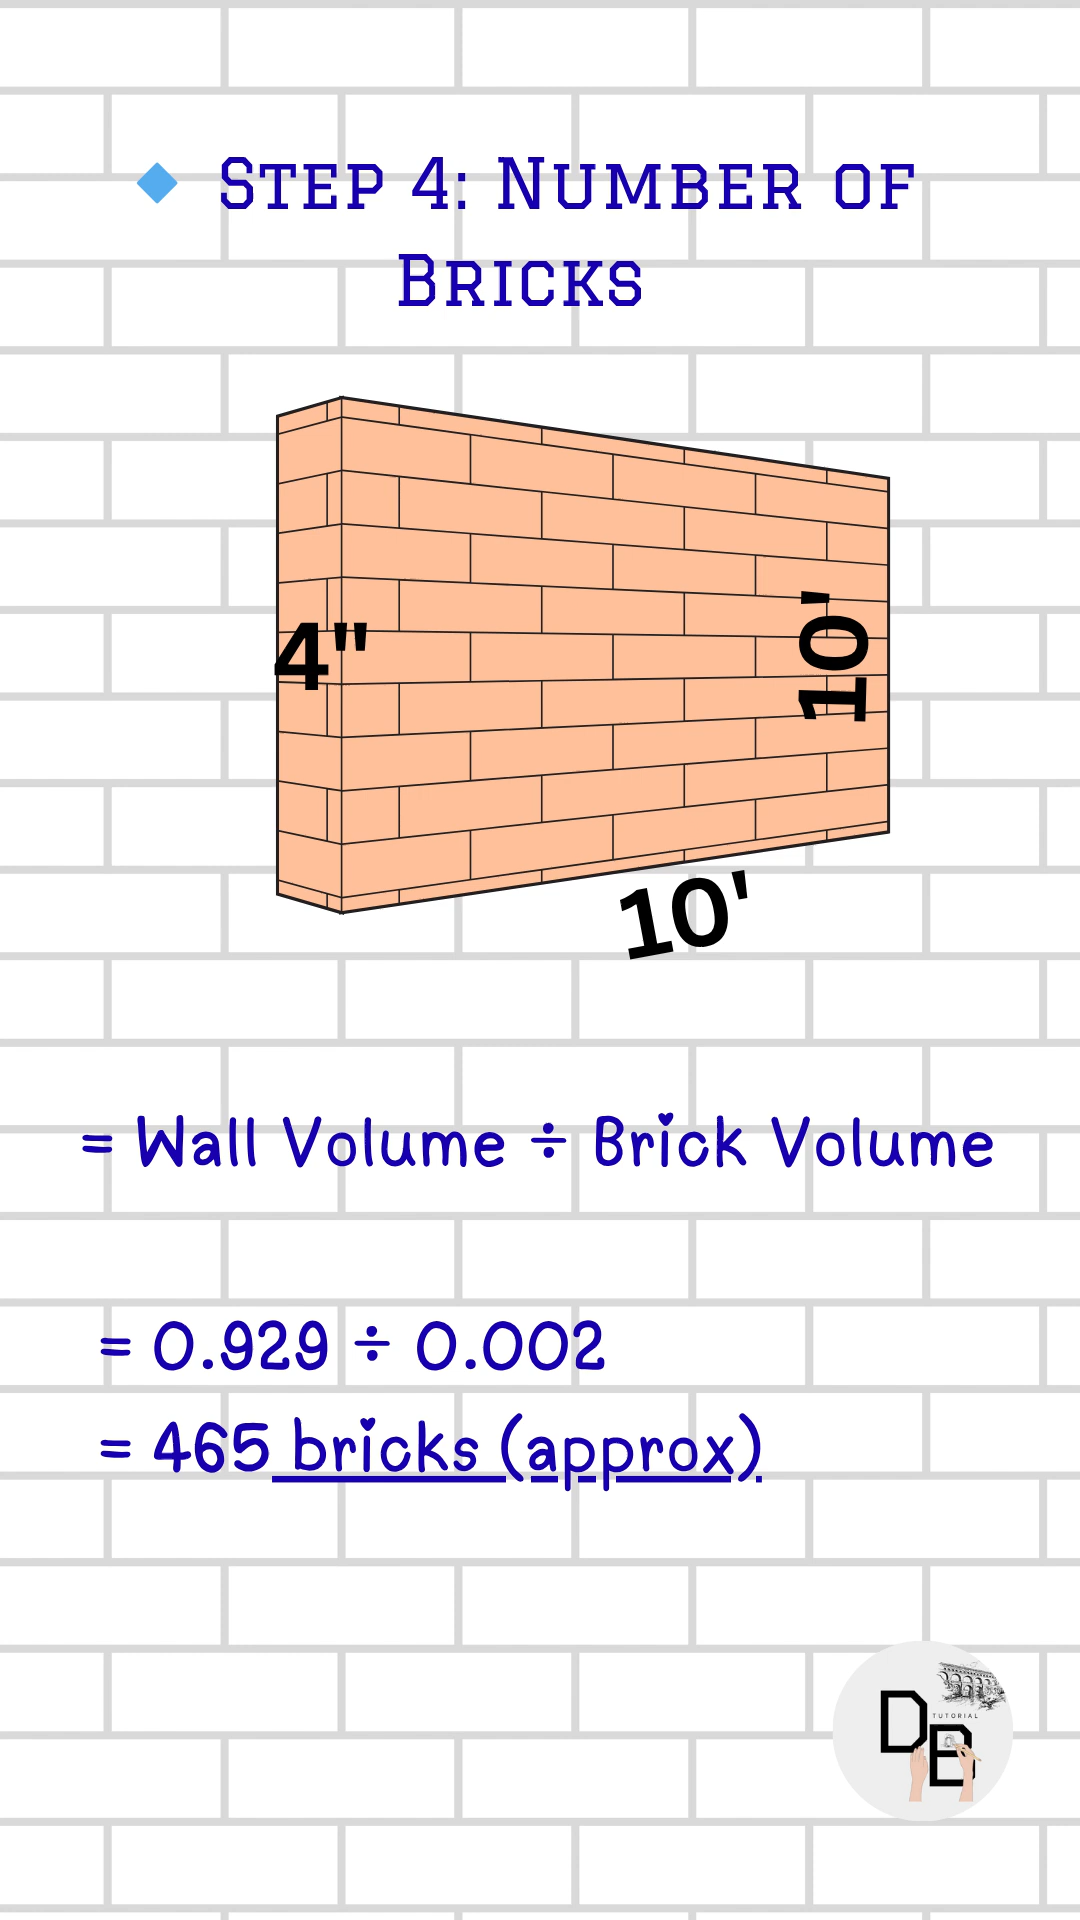 🔹 Step 4: Number of
Bricks
4"
10'
10'
= Wall Volume ÷ Brick Volume
= 0.929 ÷ 0.002
= 465 bricks (approx)
D
TUTORIAL
B